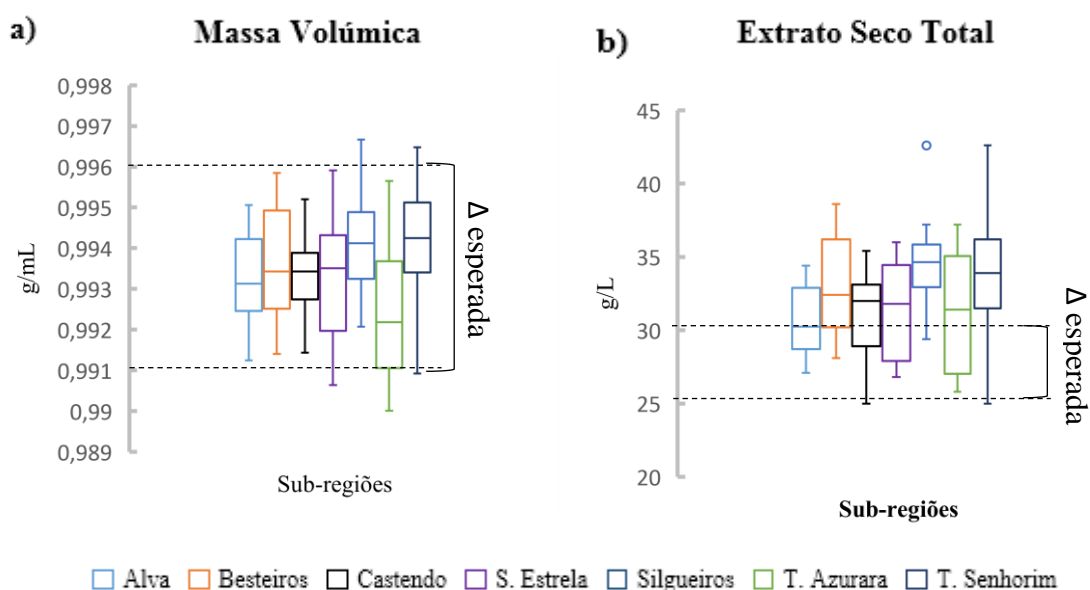 a)
Massa Volúmica
0,998
0,997
0,996
0,995
0,994
0,993
0,992
0,991
0,99
0,989
g/mL
Δ esperada
Sub-regiões
b)
Extrato Seco Total
45
40
35
30
25
20
g/L
Δ esperada
Sub-regiões
Alva Besteiros Castendo S. Estrela Silgueiros T. Azurara T. Senhorim